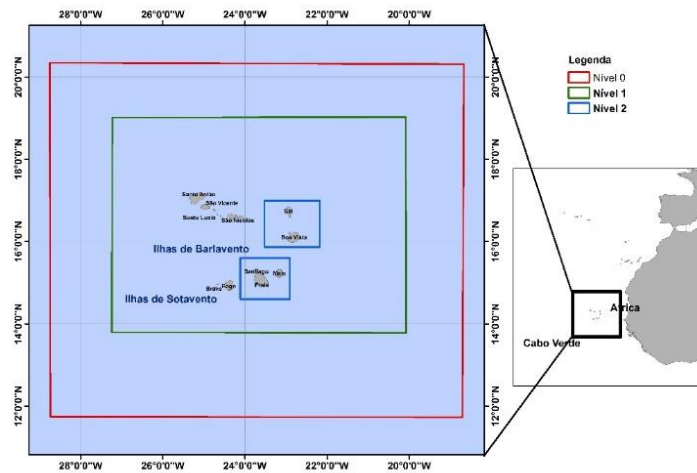 28°0'0"W 26°0'0"W 24°0'0"W 22°0'0"W 20°0'0"W
20°0'0"N 20°0'0"N
18°0'0"N 18°0'0"N
16°0'0"N 16°0'0"N
14°0'0"N 14°0'0"N
12°0'0"N 12°0'0"N
Santo Antão
São Vicente
Santa Luzia
São Nicolau
Sal
Boa Vista
Ilhas de Barlavento
Santiago
Maio
Praia
Fogo
Brava
Ilhas de Sotavento
28°0'0"W 26°0'0"W 24°0'0"W 22°0'0"W 20°0'0"W
Legenda
Nível 0
Nível 1
Nível 2
África
Cabo Verde